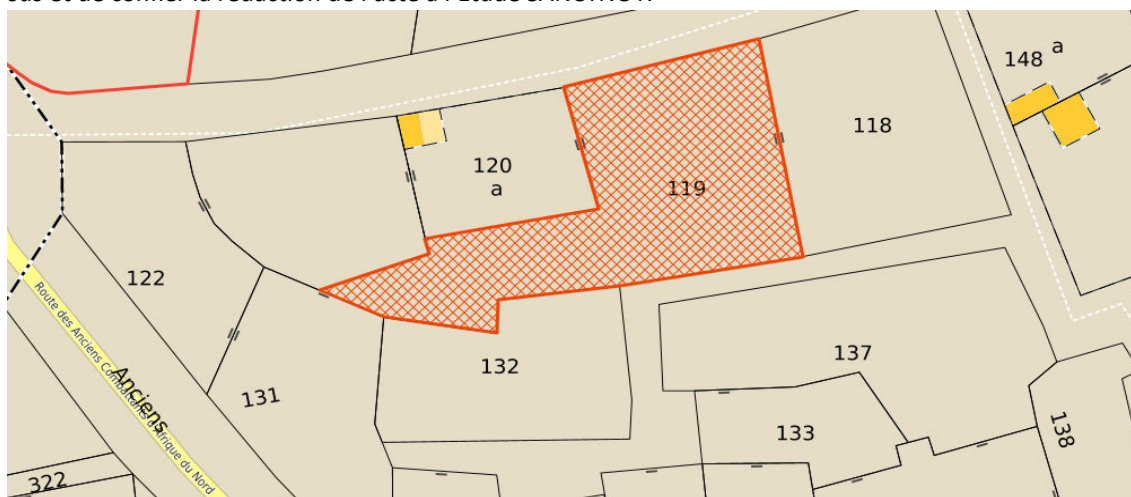 148 a
118
120
a
119
122
Route des Anciens Combattants d'Afrique du Nord
Anciens
132
137
131
133
138
322